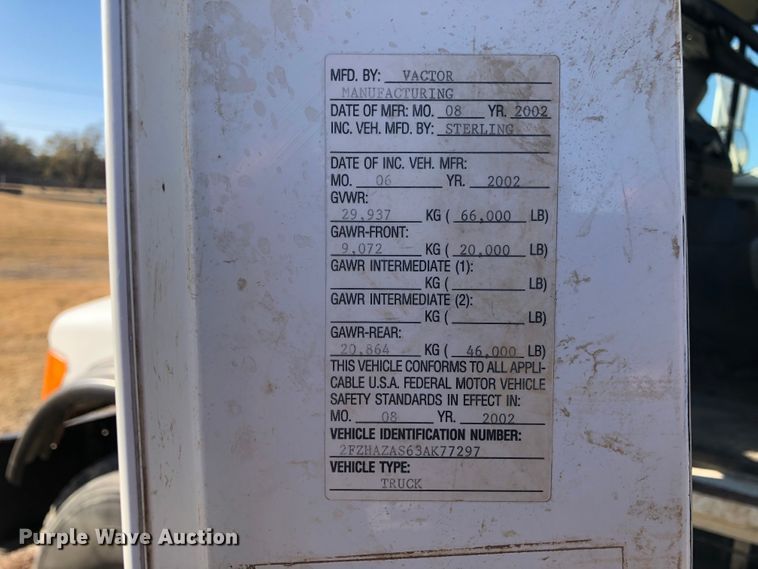 MFD. BY: VACTOR
MANUFACTURING
DATE OF MFR: MO. 08 YR. 2002
INC. VEH. MFD. BY: STERLING
DATE OF INC. VEH. MFR:
MO. 06 YR. 2002
GVWR:
29,937 KG ( 66,000 LB)
GAWR-FRONT:
9,072 KG ( 20,000 LB)
GAWR INTERMEDIATE (1):
KG ( LB)
GAWR INTERMEDIATE (2):
KG ( LB)
GAWR-REAR:
20,864 KG ( 46,000 LB)
THIS VEHICLE CONFORMS TO ALL APPLI-
CABLE U.S.A. FEDERAL MOTOR VEHICLE
SAFETY STANDARDS IN EFFECT IN:
MO. 08 YR. 2002
VEHICLE IDENTIFICATION NUMBER:
2FZHAZAS63AK77297
VEHICLE TYPE:
TRUCK
Purple Wave Auction